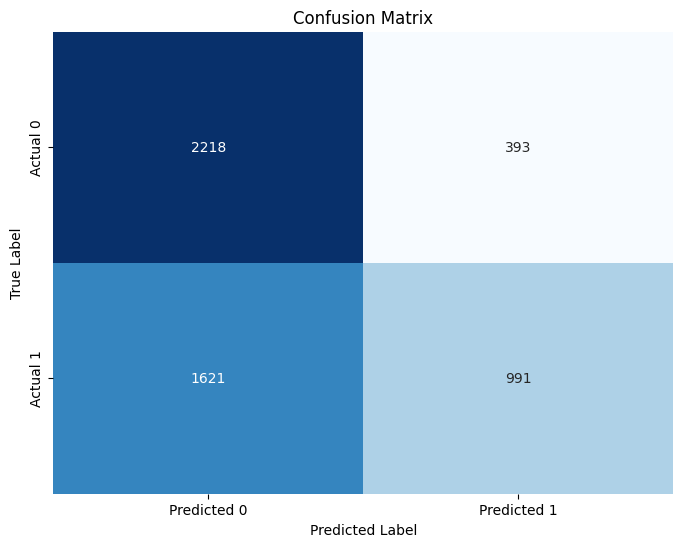 Confusion Matrix
True Label
Actual 0
2218
393
Actual 1
1621
991
Predicted 0
Predicted 1
Predicted Label